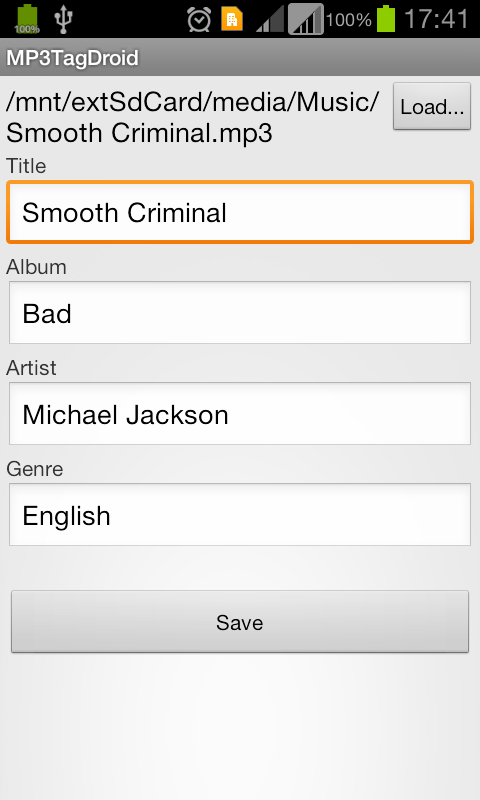 100%
100%
17:41
MP3TagDroid
/mnt/extSdCard/media/Music/
Smooth Criminal.mp3
Load...
Title
Smooth Criminal
Album
Bad
Artist
Michael Jackson
Genre
English
Save